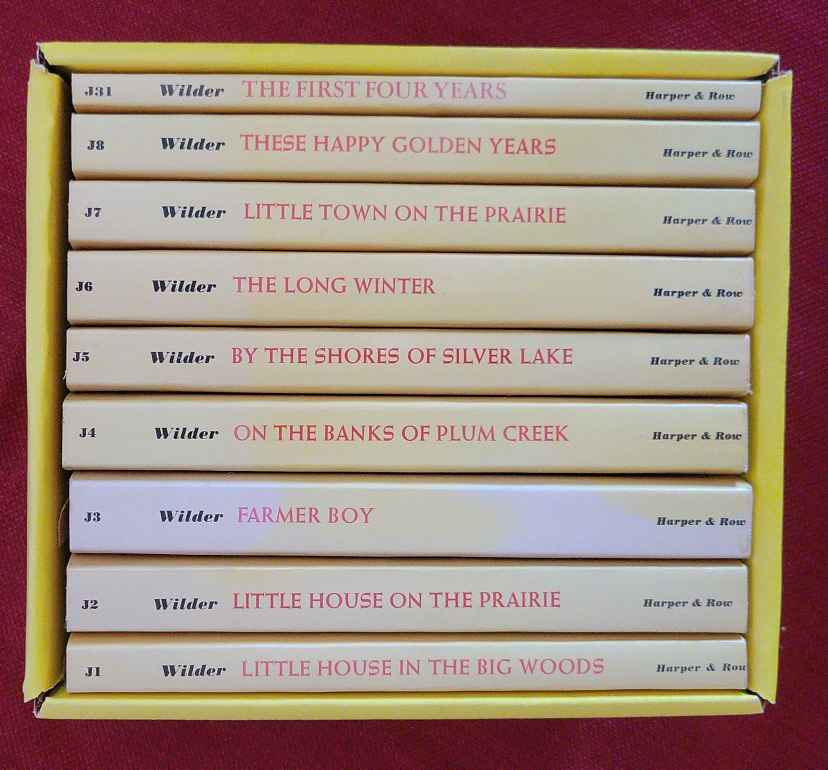 J31 Wilder THE FIRST FOUR YEARS Harper & Row
J8 Wilder THESE HAPPY GOLDEN YEARS Harper & Row
J7 Wilder LITTLE TOWN ON THE PRAIRIE Harper & Row
J6 Wilder THE LONG WINTER Harper & Row
J5 Wilder BY THE SHORES OF SILVER LAKE Harper & Row
J4 Wilder ON THE BANKS OF PLUM CREEK Harper & Row
J3 Wilder FARMER BOY Harper & Row
J2 Wilder LITTLE HOUSE ON THE PRAIRIE Harper & Row
J1 Wilder LITTLE HOUSE IN THE BIG WOODS Harper & Row